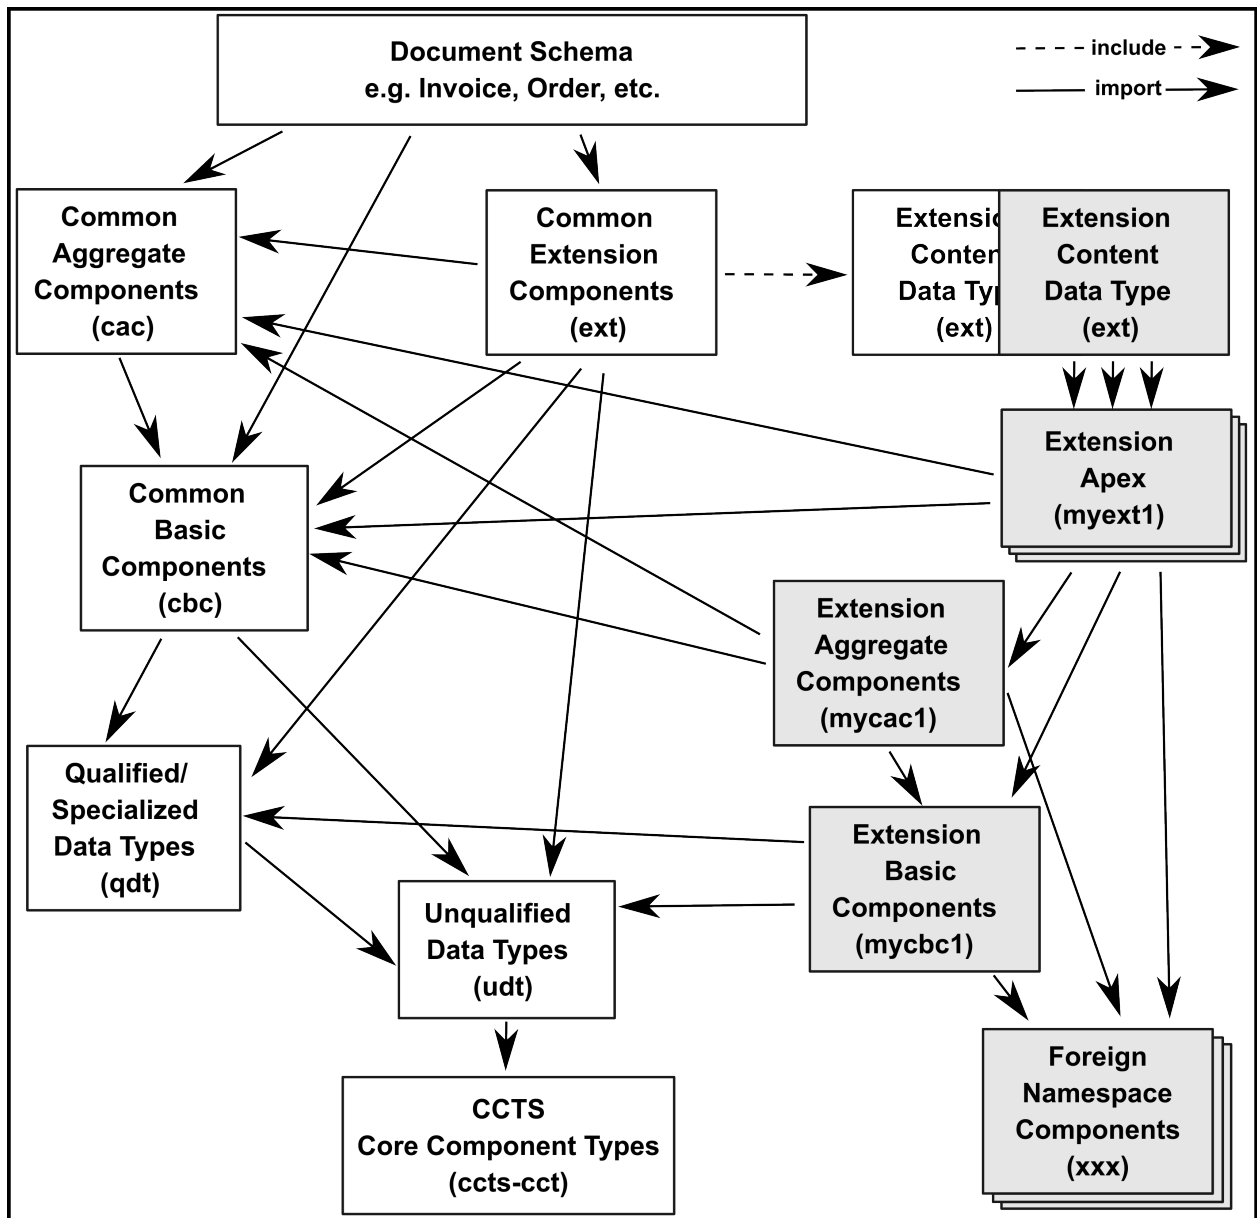 Document Schema
e.g. Invoice, Order, etc.
include
import
Common
Aggregate
Components
(cac)
Common
Extension
Components
(ext)
Data
(ext)
Extension
Content
Data Type
(ext)
Common
Basic
Components
(cbc)
Extension
Apex
(myext1)
Extension
Aggregate
Components
(mycac1)
Qualified/
Specialized
Data Types
(qdt)
Extension
Basic
Components
(mycbc1)
Unqualified
Data Types
(udt)
CCTS
Core Component Types
(ccts-cct)
Foreign
Namespace
Components
(xxx)